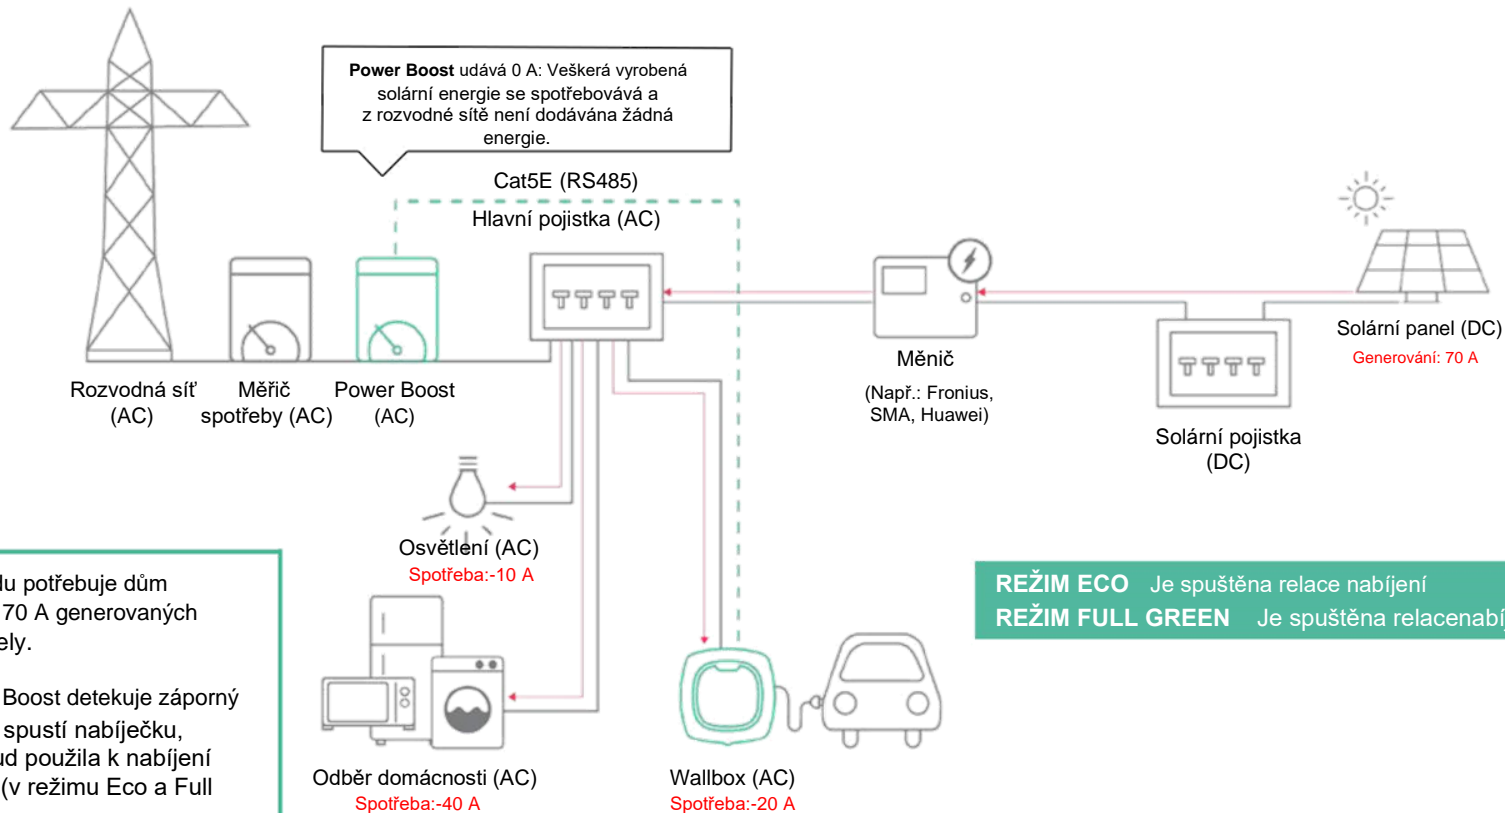 Power Boost udává 0 A: Veškerá vyrobená
solární energie se spotřebovává a
z rozvodné sítě není dodávána žádná
energie.
Cat5E (RS485)
Hlavní pojistka (AC)
Rozvodná síť
(AC)
Měřič
spotřeby (AC)
Power Boost
(AC)
Měnič
(Např.: Fronius,
SMA, Huawei)
Solární panel (DC)
Generování: 70 A
Solární pojistka
(DC)
Osvětlení (AC)
Spotřeba:-10 A
du potřebuje dům
70 A generovaných
ely.
Boost detekuje záporný
spustí nabíječku,
ud použila k nabíjení
(v režimu Eco a Full
REŽIM ECO Je spuštěna relace nabíjení
REŽIM FULL GREEN Je spuštěna relacenabíj
Odběr domácnosti (AC)
Spotřeba:-40 A
Wallbox (AC)
Spotřeba:-20 A